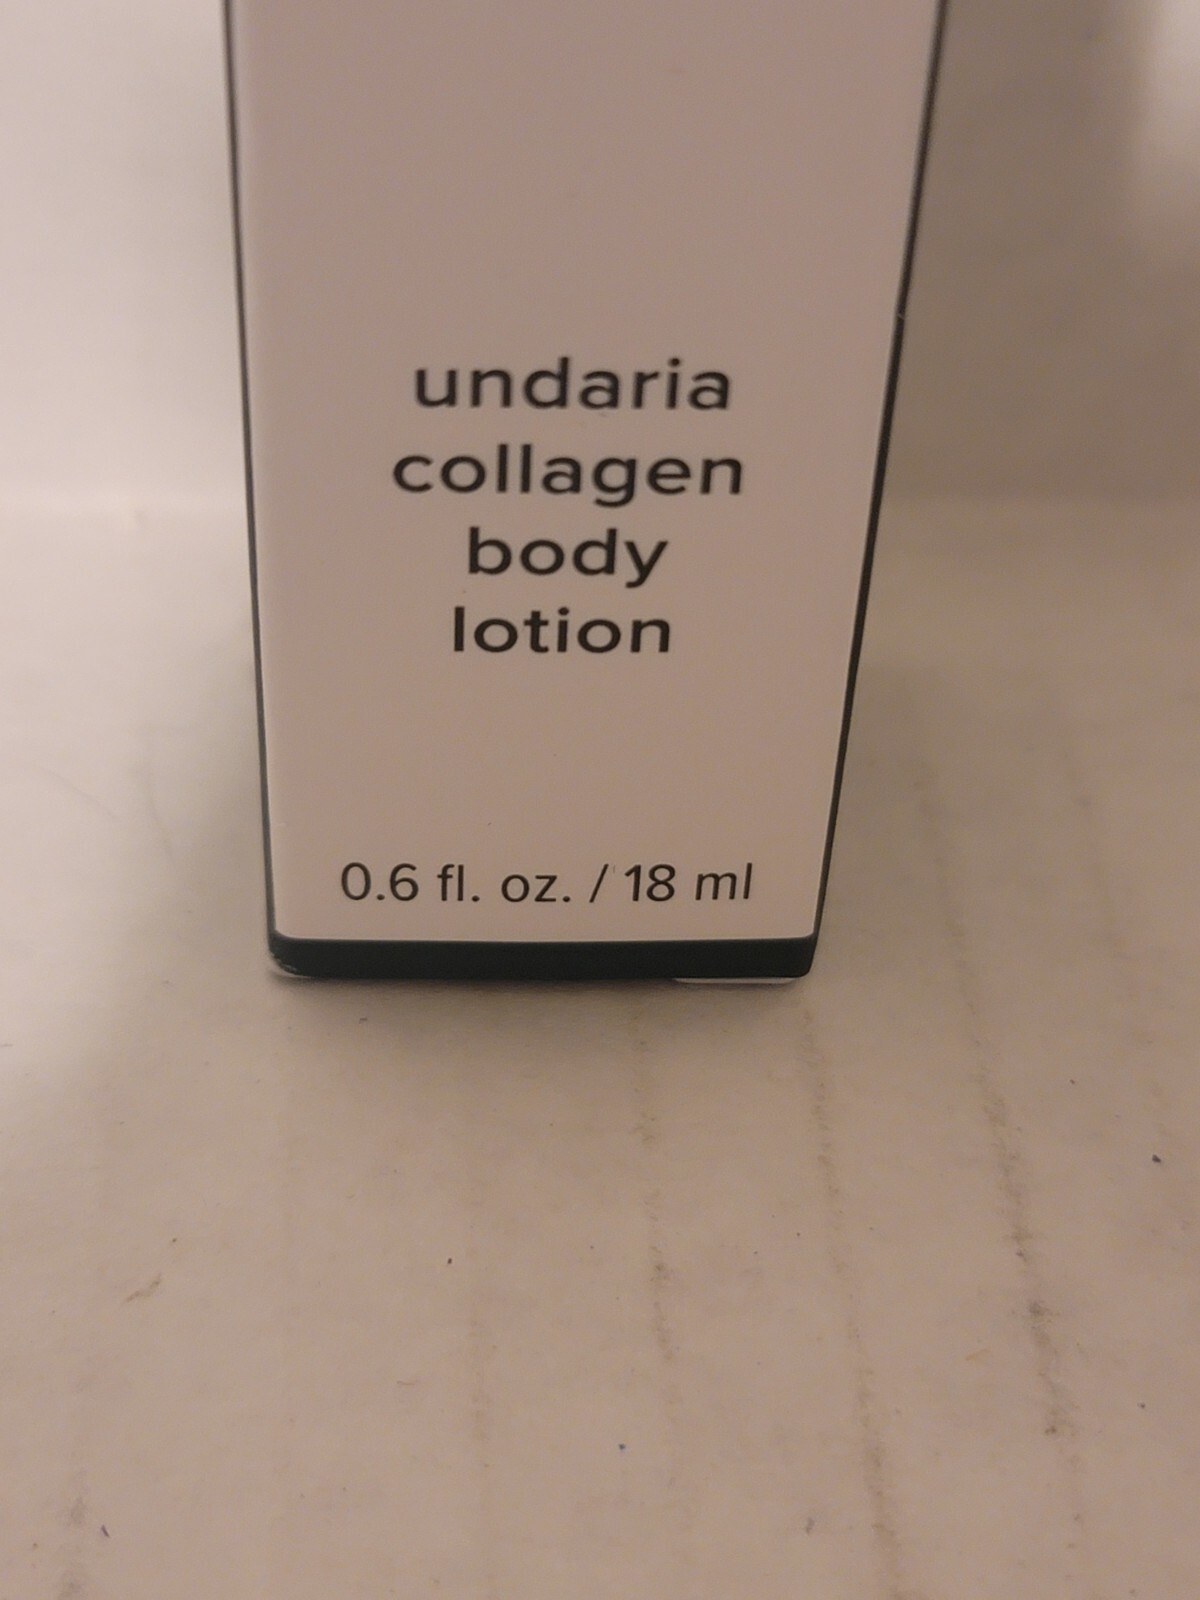 undaria
collagen
body
lotion
0.6 fl. oz. / 18 ml